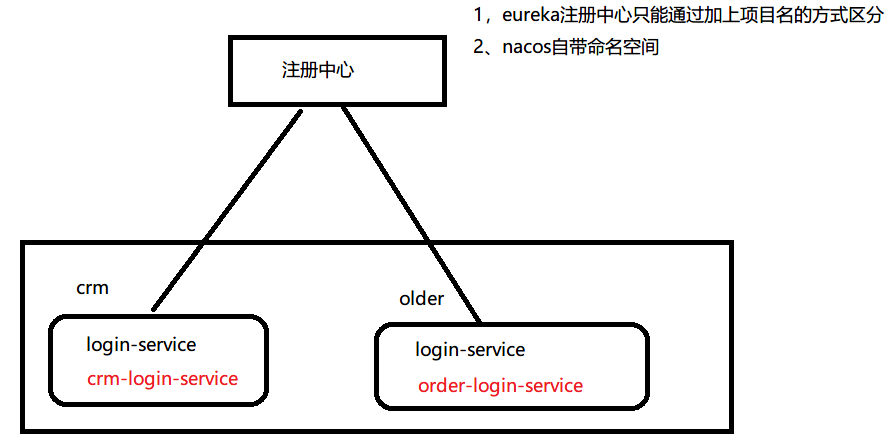 1，eureka注册中心只能通过加上项目名的方式区分
2、nacos自带命名空间
注册中心
crm
older
login-service
crm-login-service
login-service
order-login-service